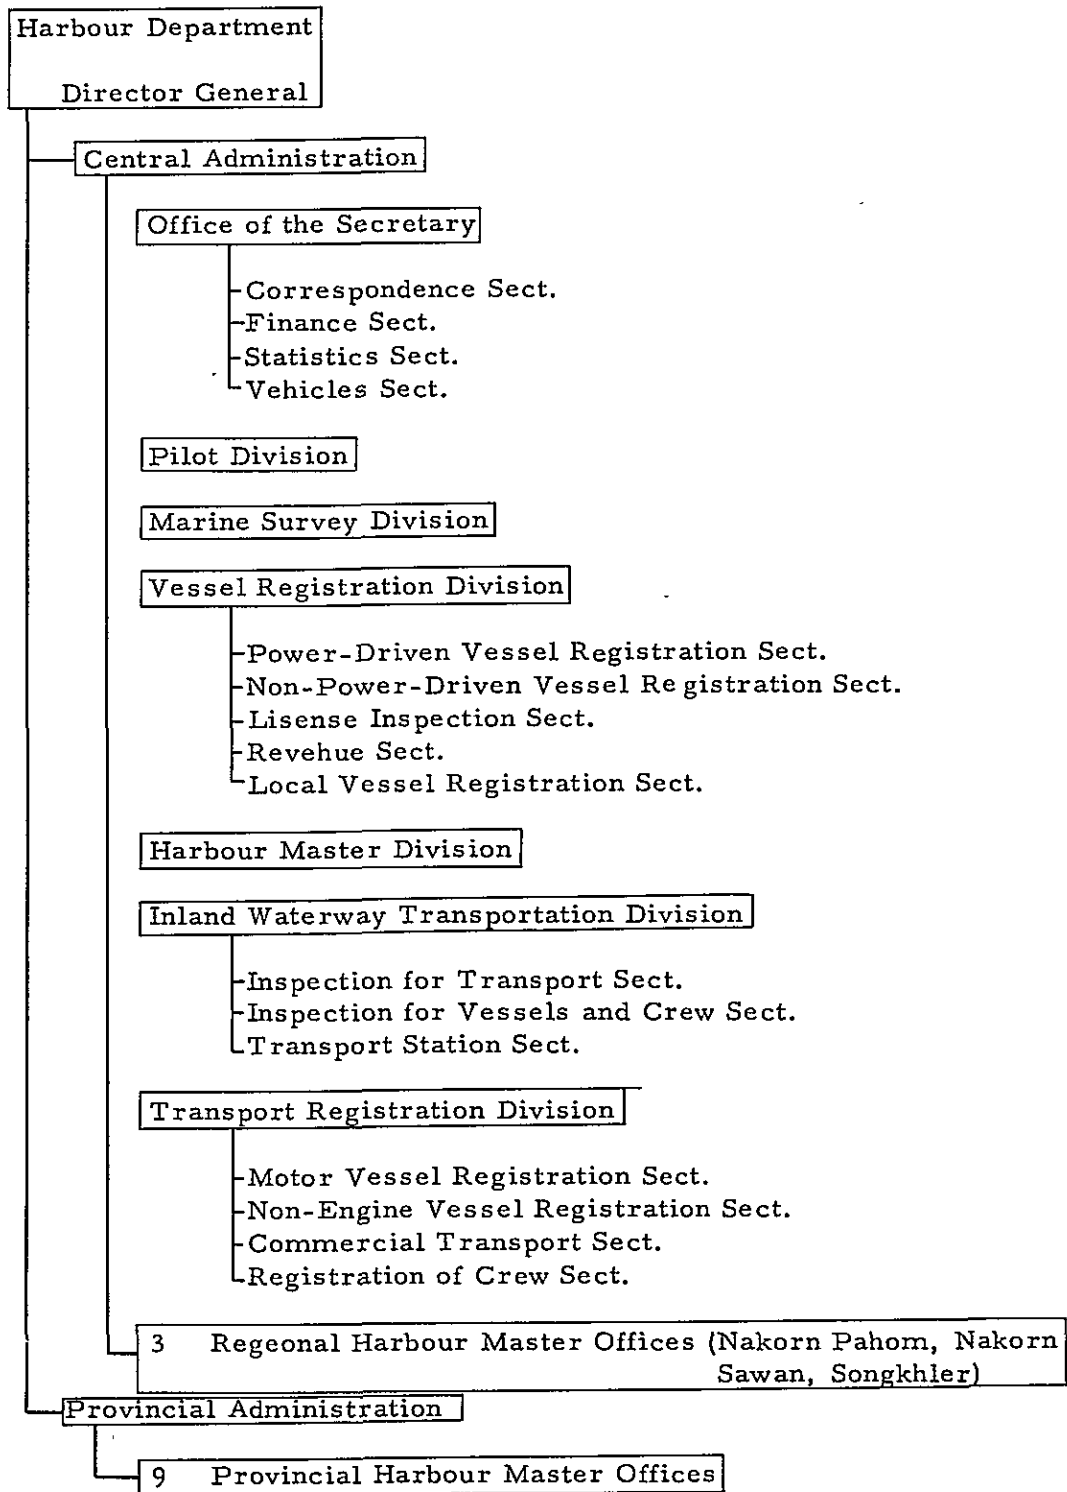 Harbour Department
Director General
Central Administration
Office of the Secretary
Correspondence Sect.
Finance Sect.
Statistics Sect.
Vehicles Sect.
Pilot Division
Marine Survey Division
Vessel Registration Division
Power-Driven Vessel Registration Sect.
Non-Power-Driven Vessel Registration Sect.
Lisense Inspection Sect.
Revehue Sect.
Local Vessel Registration Sect.
Harbour Master Division
Inland Waterway Transportation Division
Inspection for Transport Sect.
Inspection for Vessels and Crew Sect.
Transport Station Sect.
Transport Registration Division
Motor Vessel Registration Sect.
Non-Engine Vessel Registration Sect.
Commercial Transport Sect.
Registration of Crew Sect.
3 Regeonal Harbour Master Offices (Nakorn Pahom, Nakorn
Sawan, Songkhler)
Provincial Administration
9 Provincial Harbour Master Offices